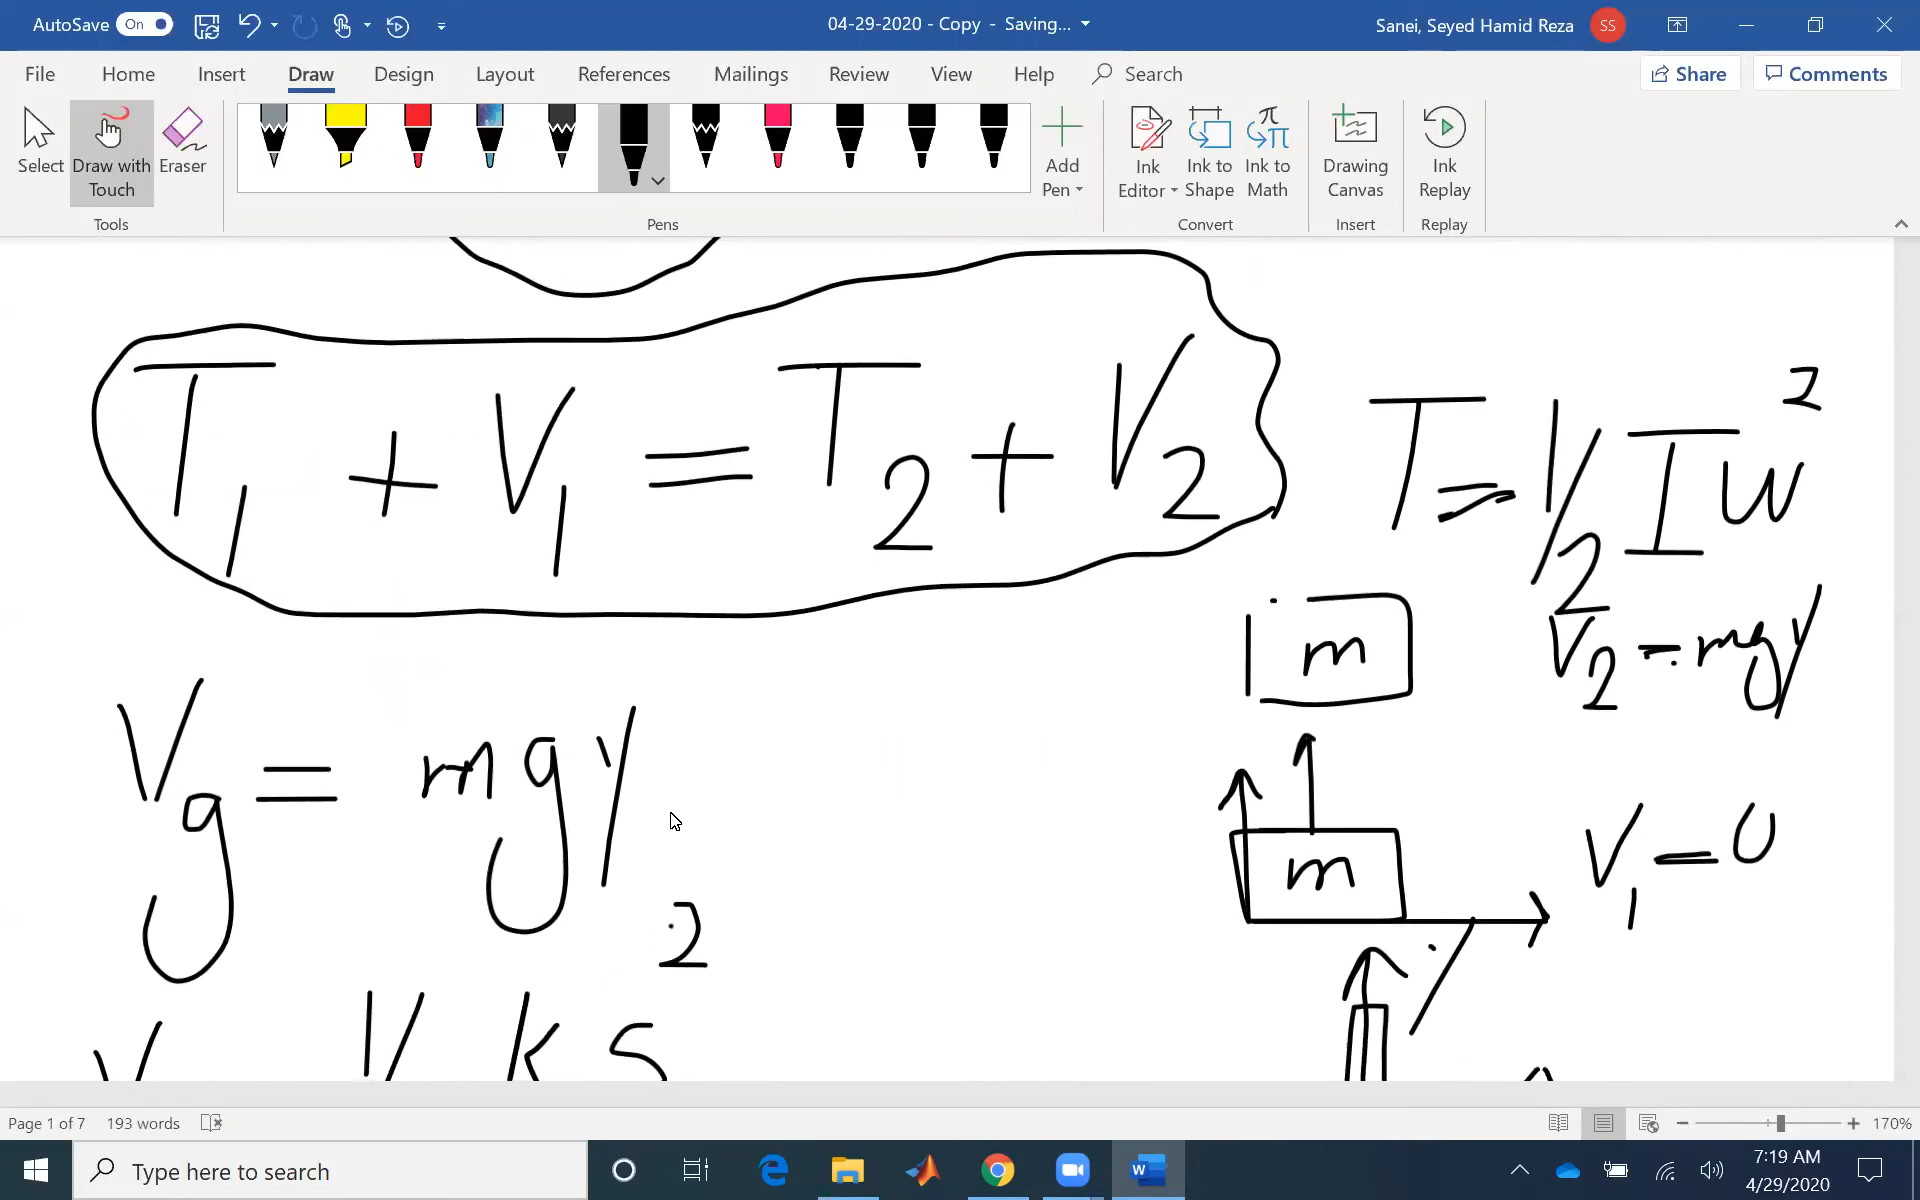 AutoSave On
04-29-2020 - Copy - Saving...
Sanei, Seyed Hamid Reza SS
File Home Insert Draw Design Layout References Mailings Review View Help Search
Share Comments
Select
Draw with Touch
Eraser
Add Pen
Ink Editor
Ink to Shape
Ink to Math
Drawing Canvas
Ink Replay
Tools Pens Convert Insert Replay
T₁ + V₁ = T₂ + V₂
T = 1/2 I w²
m
V₂ = mgy
Vg = mgy
m
V₁ = 0
2
1/ k s
Page 1 of 7 193 words
170%
Type here to search
7:19 AM
4/29/2020